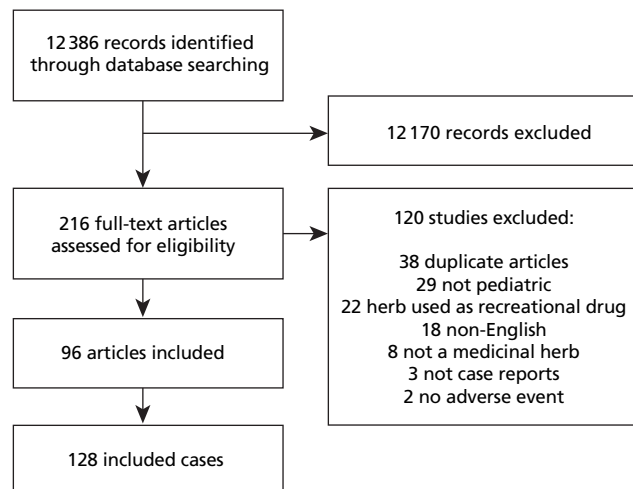 12 386 records identified
through database searching
12 170 records excluded
216 full-text articles
assessed for eligibility
120 studies excluded:
38 duplicate articles
29 not pediatric
22 herb used as recreational drug
18 non-English
8 not a medicinal herb
3 not case reports
2 no adverse event
96 articles included
128 included cases